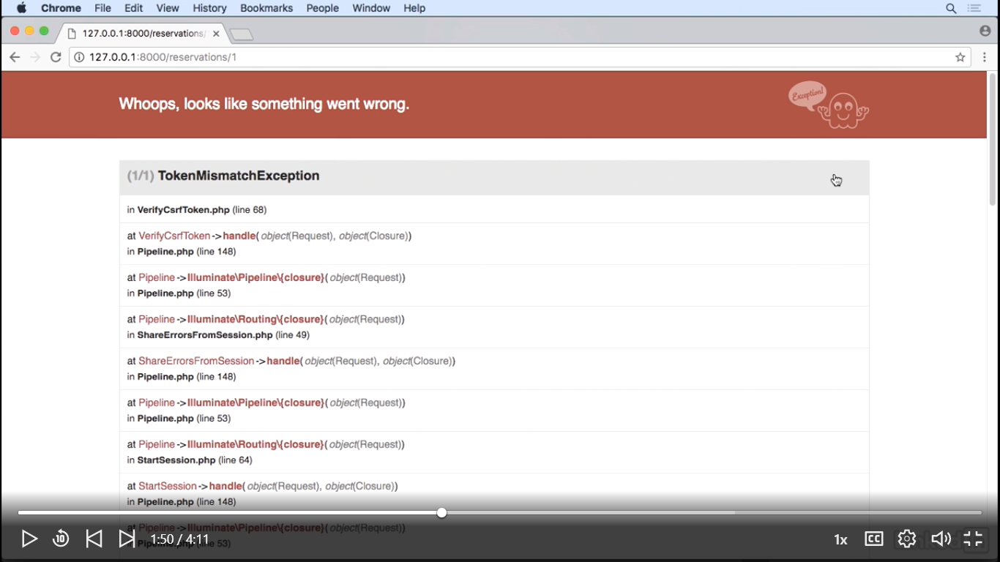 Chrome File Edit View History Bookmarks People Window Help
127.0.0.1:8000/reservations/
127.0.0.1:8000/reservations/1
Whoops, looks like something went wrong.
Exception!
(1/1) TokenMismatchException
in VerifyCsrfToken.php (line 68)
at VerifyCsrfToken->handle(object(Request), object(Closure))
in Pipeline.php (line 148)
at Pipeline->Illuminate\Pipeline\{closure}(object(Request))
in Pipeline.php (line 53)
at Pipeline->Illuminate\Routing\{closure}(object(Request))
in ShareErrorsFromSession.php (line 49)
at ShareErrorsFromSession->handle(object(Request), object(Closure))
in Pipeline.php (line 148)
at Pipeline->Illuminate\Pipeline\{closure}(object(Request))
in Pipeline.php (line 53)
at Pipeline->Illuminate\Routing\{closure}(object(Request))
in StartSession.php (line 64)
at StartSession->handle(object(Request), object(Closure))
in Pipeline.php (line 148)
at Pipeline->Illuminate\Pipeline\{closure}(object(Request))
in Pipeline.php (line 53)
10 1:50 / 4:11 1x CC